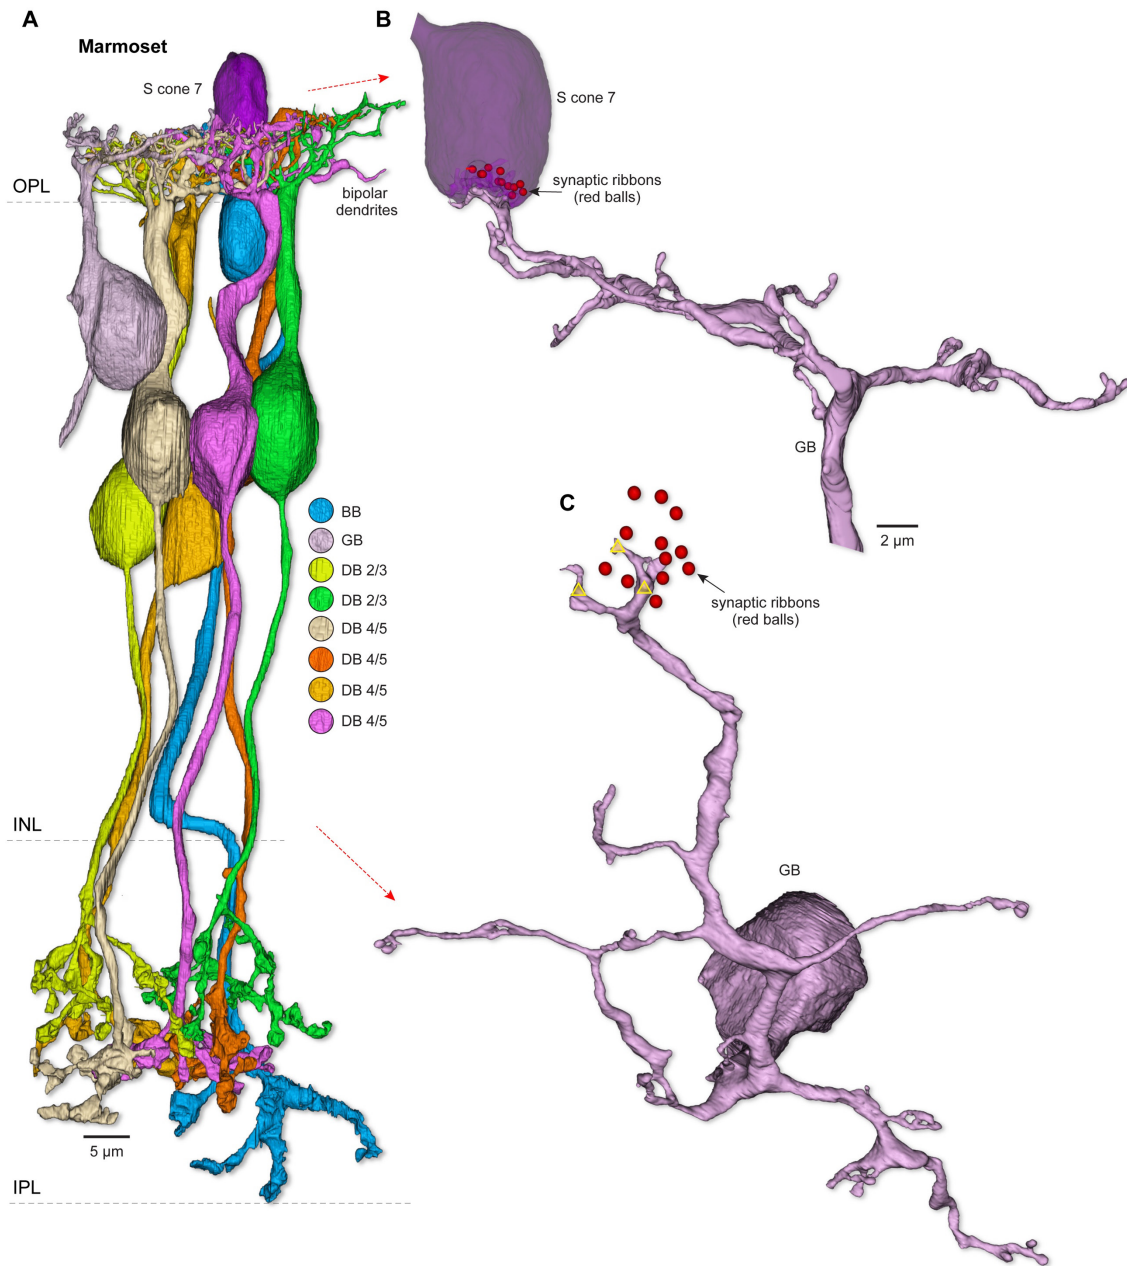 A
Marmoset
S cone 7
OPL
bipolar
dendrites
BB
GB
DB 2/3
DB 2/3
DB 4/5
DB 4/5
DB 4/5
DB 4/5
INL
5 µm
IPL
B
S cone 7
synaptic ribbons
(red balls)
GB
2 µm
C
synaptic ribbons
(red balls)
GB